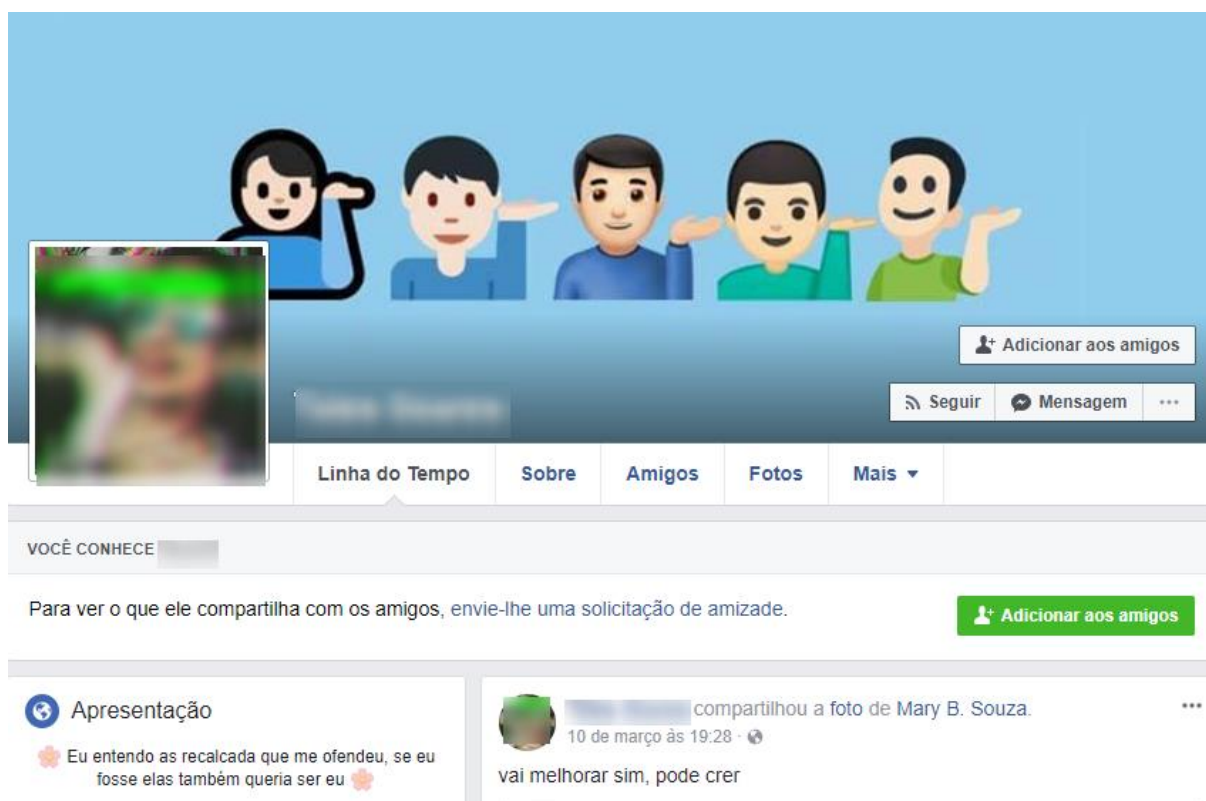 Adicionar aos amigos
Seguir Mensagem
Linha do Tempo Sobre Amigos Fotos Mais
VOCÊ CONHECE
Para ver o que ele compartilha com os amigos, envie-lhe uma solicitação de amizade. Adicionar aos amigos
Apresentação
Eu entendo as recalcada que me ofendeu, se eu
fosse elas também queria ser eu
compartilhou a foto de Mary B. Souza.
10 de março às 19:28
vai melhorar sim, pode crer